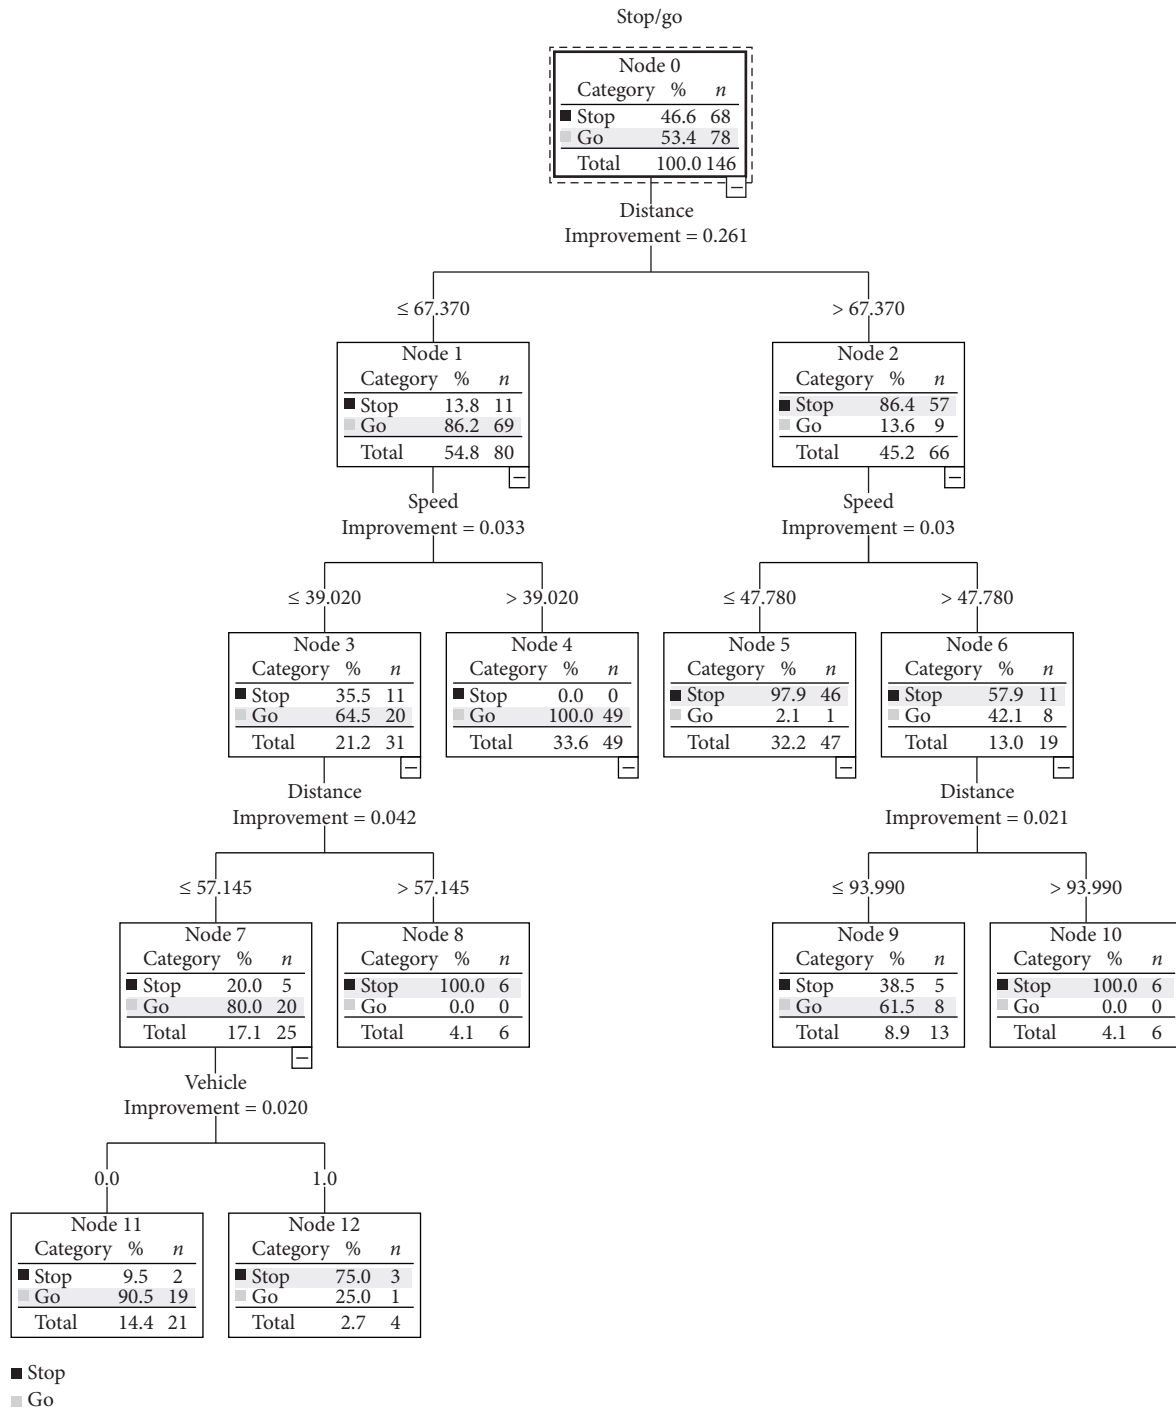 Stop/go
Node 0
Category % n
Stop 46.6 68
Go 53.4 78
Total 100.0 146
Distance
Improvement = 0.261
≤ 67.370
> 67.370
Node 1
Category % n
Stop 13.8 11
Go 86.2 69
Total 54.8 80
Node 2
Category % n
Stop 86.4 57
Go 13.6 9
Total 45.2 66
Speed
Improvement = 0.033
Speed
Improvement = 0.03
≤ 39.020
> 39.020
≤ 47.780
> 47.780
Node 3
Category % n
Stop 35.5 11
Go 64.5 20
Total 21.2 31
Node 4
Category % n
Stop 0.0 0
Go 100.0 49
Total 33.6 49
Node 5
Category % n
Stop 97.9 46
Go 2.1 1
Total 32.2 47
Node 6
Category % n
Stop 57.9 11
Go 42.1 8
Total 13.0 19
Distance
Improvement = 0.042
Distance
Improvement = 0.021
≤ 57.145
> 57.145
≤ 93.990
> 93.990
Node 7
Category % n
Stop 20.0 5
Go 80.0 20
Total 17.1 25
Node 8
Category % n
Stop 100.0 6
Go 0.0 0
Total 4.1 6
Node 9
Category % n
Stop 38.5 5
Go 61.5 8
Total 8.9 13
Node 10
Category % n
Stop 100.0 6
Go 0.0 0
Total 4.1 6
Vehicle
Improvement = 0.020
0.0
1.0
Node 11
Category % n
Stop 9.5 2
Go 90.5 19
Total 14.4 21
Node 12
Category % n
Stop 75.0 3
Go 25.0 1
Total 2.7 4
Stop
Go